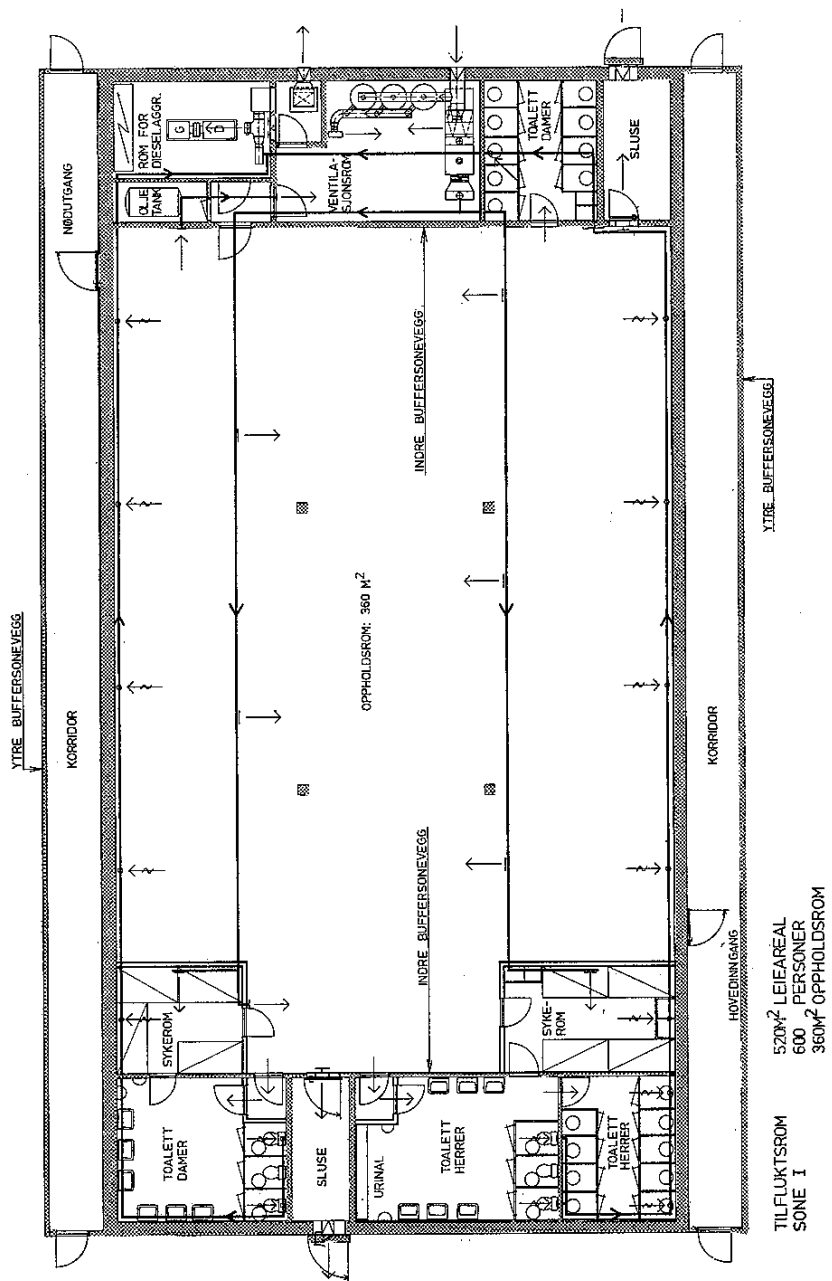 YTRE BUFFERSONEVEGG
KORRIDOR
NØDUTGANG
SYKEROM
TOALETT
DAMER
SLUSE
URINAL
TOALETT
HERRER
TOALETT
HERRER
SYKE-
ROM
INDRE BUFFERSONEVEGG
OPPHOLDSROM: 360 M²
INDRE BUFFERSONEVEGG
OLJE
TANK
ROM FOR
DIESELAGGR.
G
D
VENTILA-
SJONSROM
TOALETT
DAMER
SLUSE
HOVEDINNGANG
KORRIDOR
YTRE BUFFERSONEVEGG
TILFLUKTSROM
SONE I
520M² LEIEAREAL
600 PERSONER
360M² OPPHOLDSROM